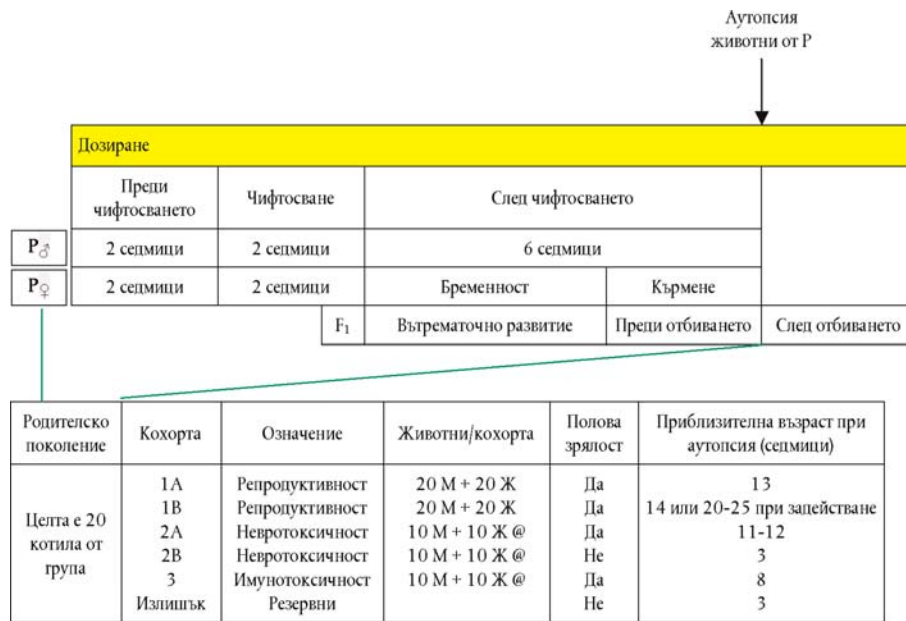 Аутопсия
животни от P
Дозиране
Преди
чифтосването
Чифтосване
След чифтосването
P♂
2 седмици
2 седмици
6 седмици
P♀
2 седмици
2 седмици
Бременност
Кърмене
F1
Вътрематочно развитие
Преди отбиването
След отбиването
Родителско
поколение
Кохорта
Означение
Животни/кохорта
Полова
зрялост
Приблизителна възраст при
аутопсия (седмици)
Целта е 20
котила от
група
1A Репродуктивност 20 М + 20 Ж Да 13
1B Репродуктивност 20 М + 20 Ж Да 14 или 20-25 при задействане
2A Невротоксичност 10 М + 10 Ж @ Да 11-12
2B Невротоксичност 10 М + 10 Ж @ Не 3
3 Имунотоксичност 10 М + 10 Ж @ Да 8
Излишък Резервни Не 3